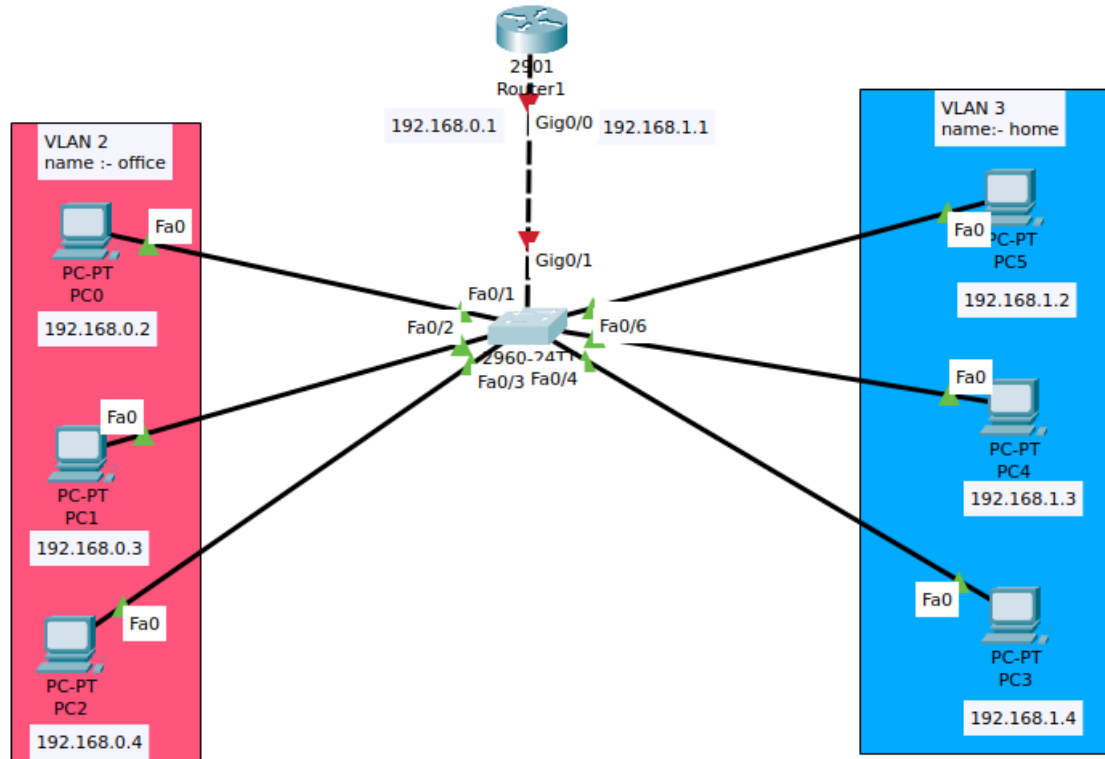 2901
Router1
192.168.0.1
Gig0/0
192.168.1.1
VLAN 2
name :- office
VLAN 3
name:- home
Fa0
PC-PT
PC0
192.168.0.2
Fa0
PC-PT
PC5
192.168.1.2
Gig0/1
Fa0/1
Fa0/2
Fa0/6
Fa0/3
Fa0/4
Fa0
PC-PT
PC1
192.168.0.3
Fa0
PC-PT
PC4
192.168.1.3
Fa0
PC-PT
PC2
192.168.0.4
Fa0
PC-PT
PC3
192.168.1.4